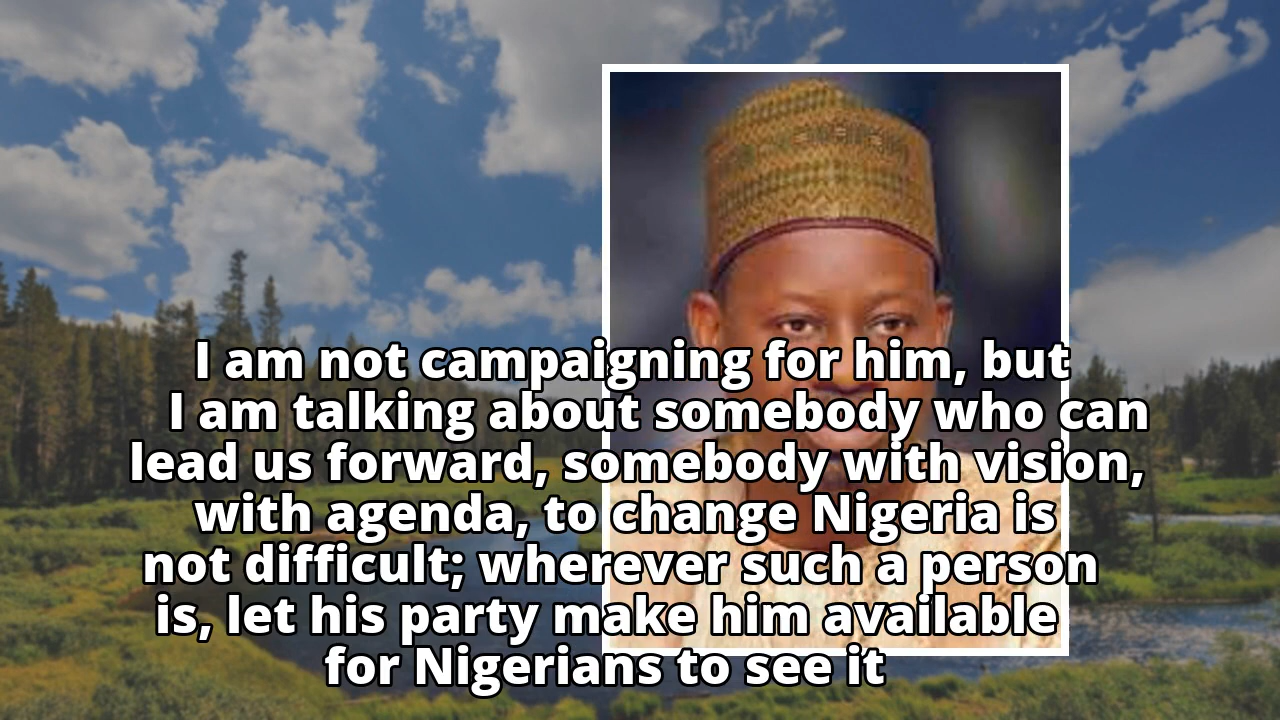 I am not campaigning for him, but
I am talking about somebody who can
lead us forward, somebody with vision,
with agenda, to change Nigeria is
not difficult; wherever such a person
is, let his party make him available
for Nigerians to see it